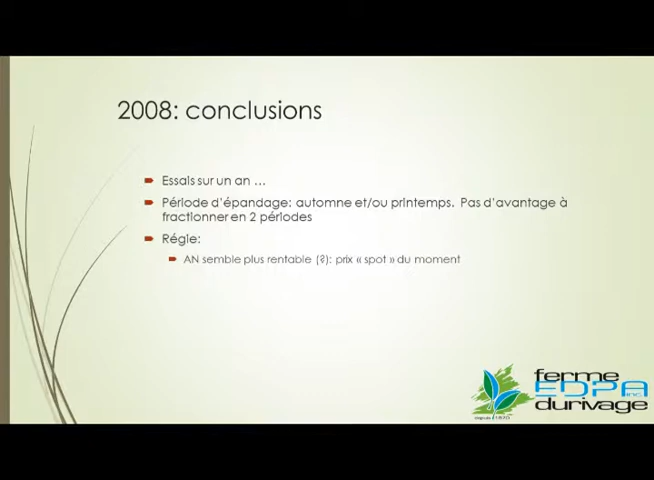 2008: conclusions
Essais sur un an …
Période d'épandage: automne et/ou printemps. Pas d'avantage à
fractionner en 2 périodes
Régie:
AN semble plus rentable (?): prix « spot » du moment
ferme
EDPA inc.
durivage